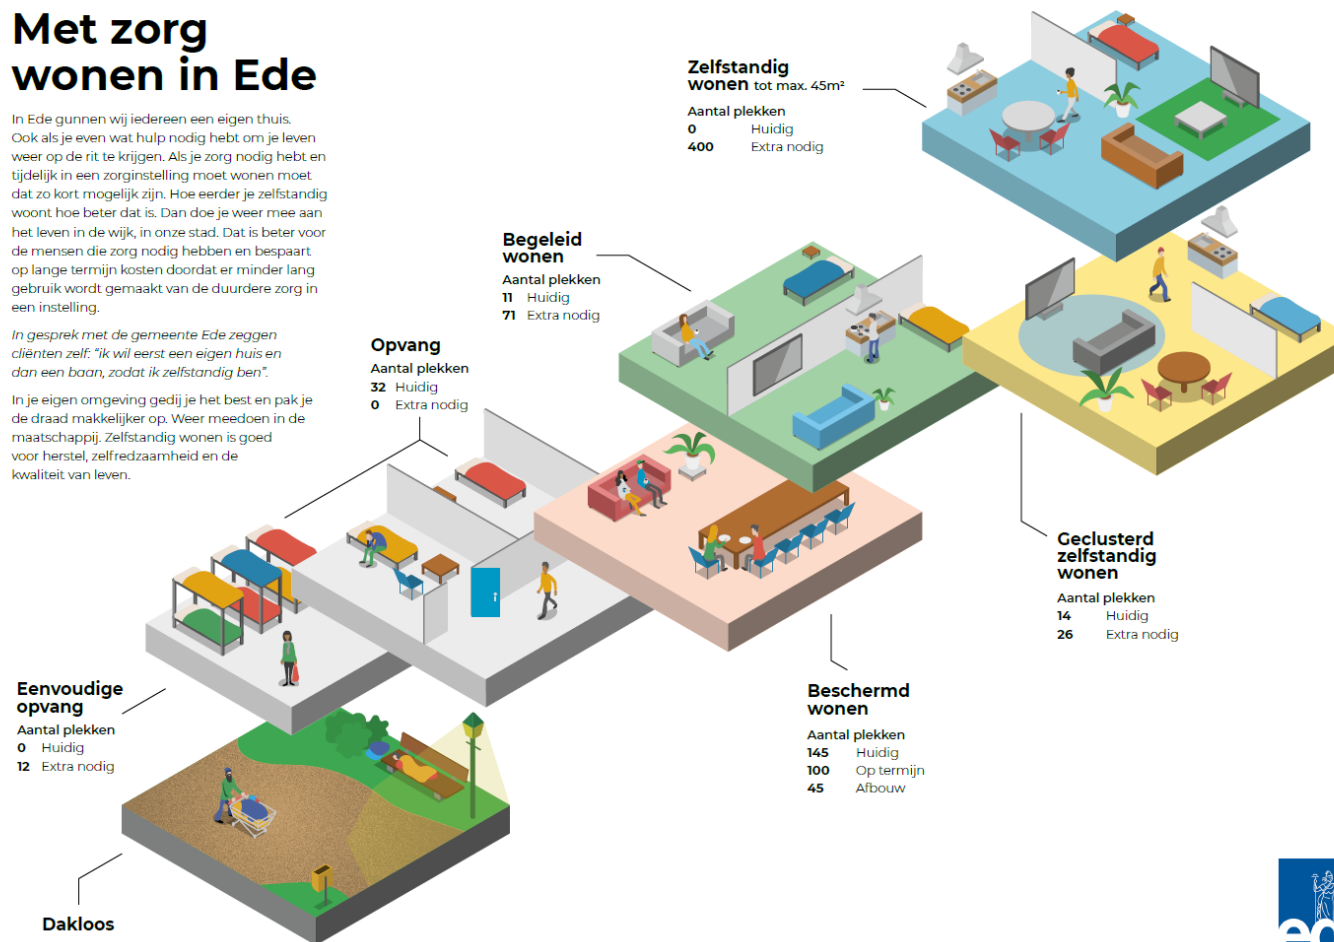 Met zorg
wonen in Ede
In Ede gunnen wij iedereen een eigen thuis.
Ook als je even wat hulp nodig hebt om je leven
weer op de rit te krijgen. Als je zorg nodig hebt en
tijdelijk in een zorginstelling moet wonen moet
dat zo kort mogelijk zijn. Hoe eerder je zelfstandig
woont hoe beter dat is. Dan doe je weer mee aan
het leven in de wijk, in onze stad. Dat is beter voor
de mensen die zorg nodig hebben en bespaart
op lange termijn kosten doordat er minder lang
gebruik wordt gemaakt van de duurdere zorg in
een instelling.
In gesprek met de gemeente Ede zeggen
cliënten zelf: “ik wil eerst een eigen huis en
dan een baan, zodat ik zelfstandig ben”.
In je eigen omgeving gedij je het best en pak je
de draad makkelijker op. Weer meedoen in de
maatschappij. Zelfstandig wonen is goed
voor herstel, zelfredzaamheid en de
kwaliteit van leven.
Zelfstandig
wonen tot max. 45m²
Aantal plekken
0 Huidig
400 Extra nodig
Begeleid
wonen
Aantal plekken
11 Huidig
71 Extra nodig
Opvang
Aantal plekken
32 Huidig
0 Extra nodig
Geclusterd
zelfstandig
wonen
Aantal plekken
14 Huidig
26 Extra nodig
Eenvoudige
opvang
Aantal plekken
0 Huidig
12 Extra nodig
Beschermd
wonen
Aantal plekken
145 Huidig
100 Op termijn
45 Afbouw
Dakloos